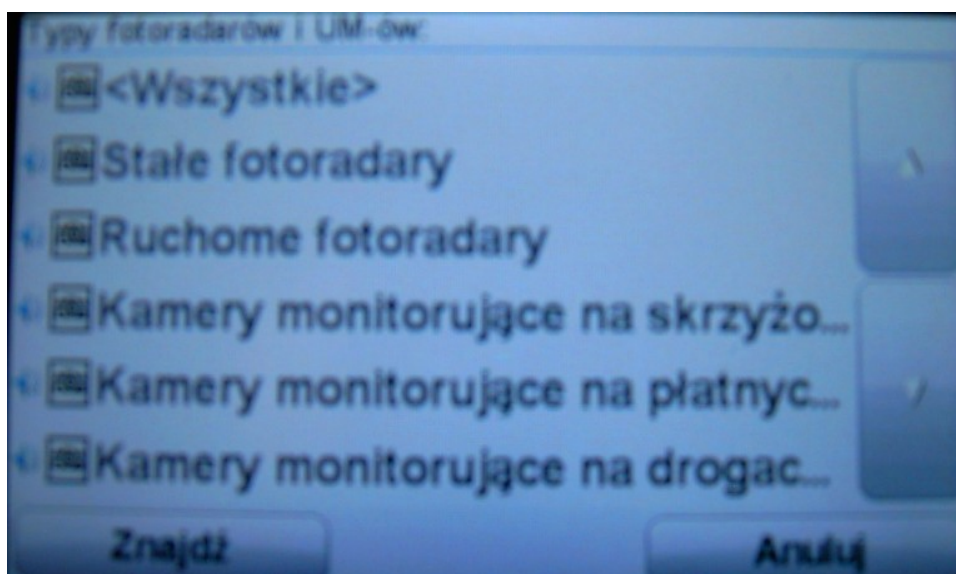 Typy fotoradarów i UM-ów:
<Wszystkie>
Stałe fotoradary
Ruchome fotoradary
Kamery monitorujące na skrzyżo...
Kamery monitorujące na płatnyc...
Kamery monitorujące na drogac...
Znajdź Anuluj